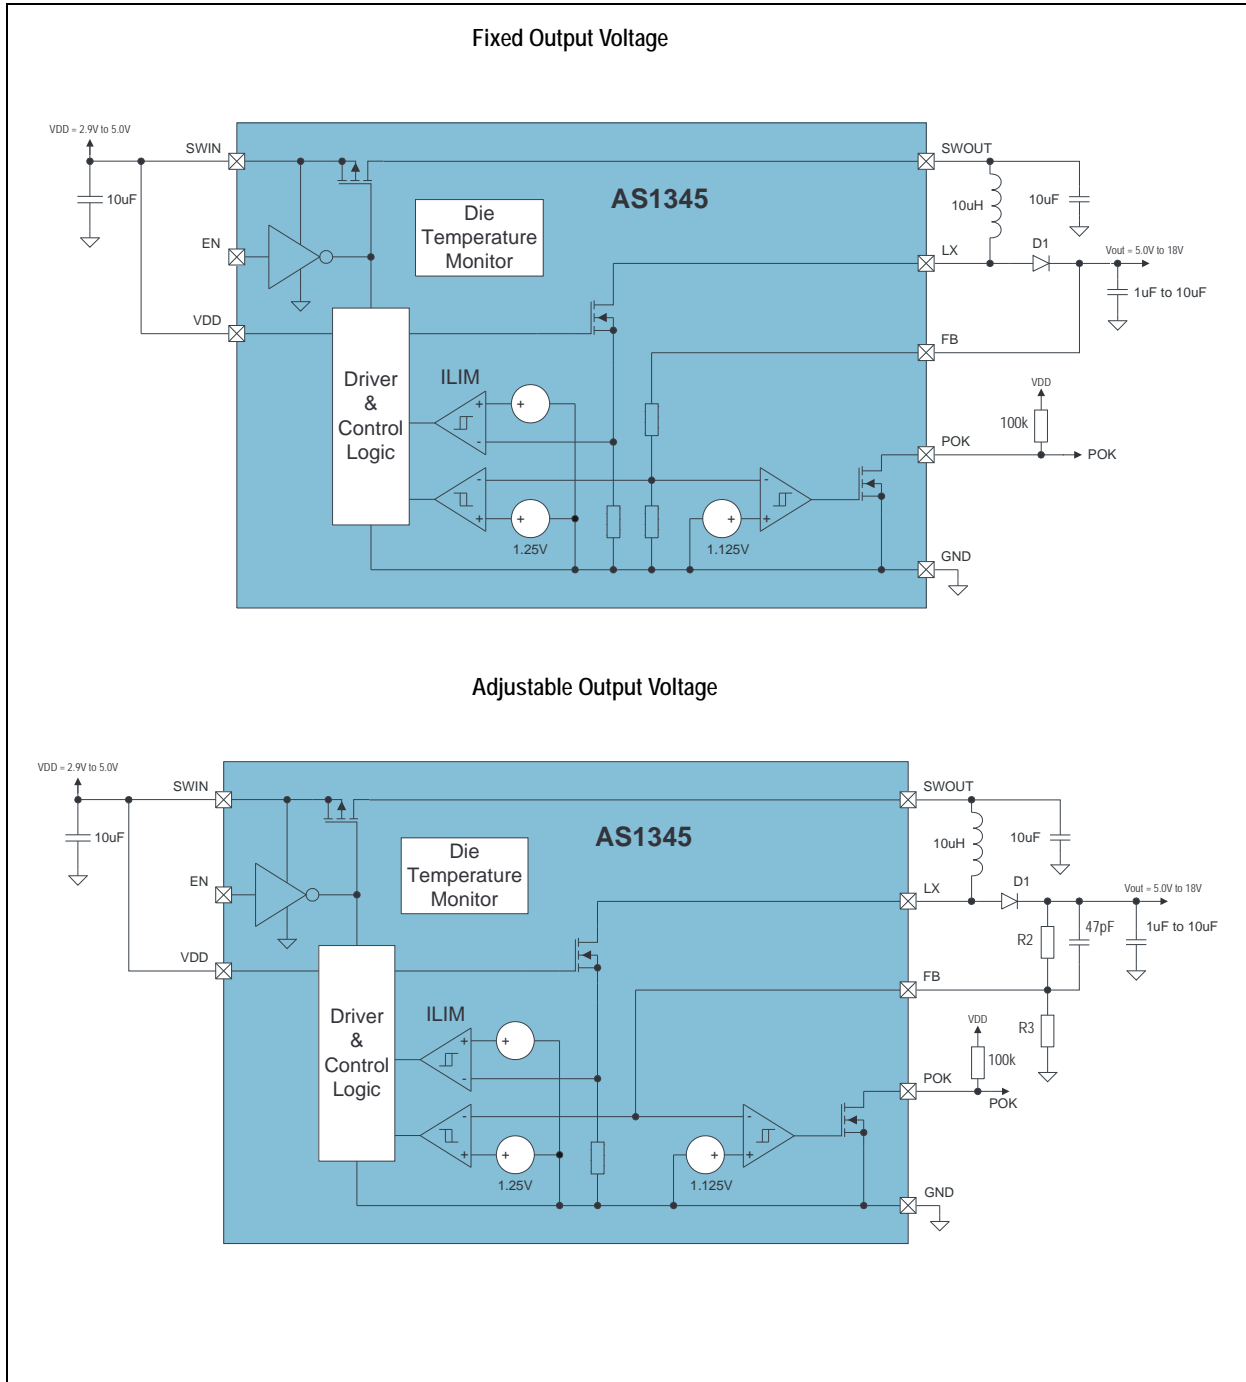 Fixed Output Voltage
VDD = 2.9V to 5.0V
SWIN
SWOUT
10uF
AS1345
10uH
10uF
Die
Temperature
Monitor
EN
LX
D1
Vout = 5.0V to 18V
1uF to 10uF
VDD
FB
Driver
&
Control
Logic
ILIM
+
+
-
VDD
100k
POK
POK
-
-
+
+
+
+
1.25V
1.125V
GND
Adjustable Output Voltage
VDD = 2.9V to 5.0V
SWIN
SWOUT
10uF
AS1345
10uH
10uF
Die
Temperature
Monitor
EN
LX
D1
Vout = 5.0V to 18V
47pF
1uF to 10uF
R2
VDD
FB
Driver
&
Control
Logic
ILIM
+
+
-
VDD
R3
100k
POK
POK
-
-
+
+
+
+
1.25V
1.125V
GND